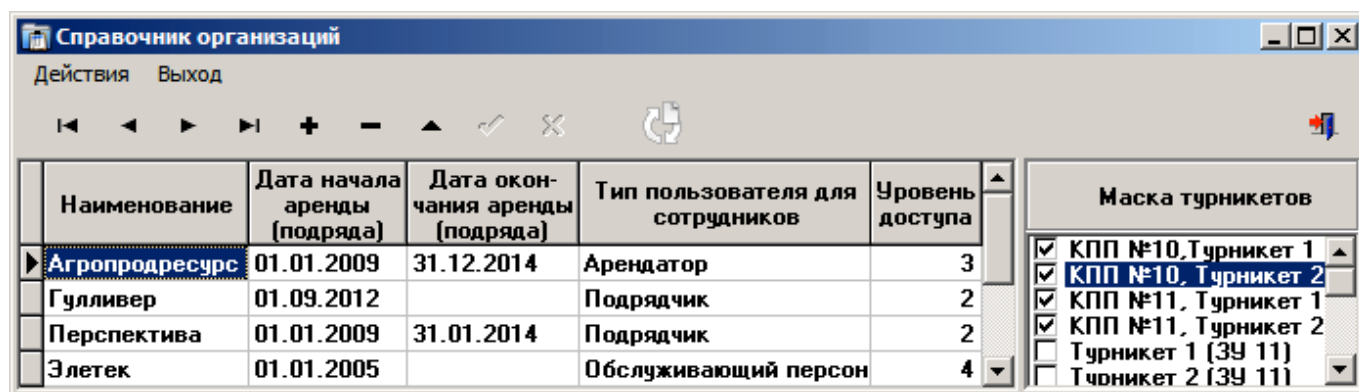 Справочник организаций
Действия Выход
Наименование
Дата начала
аренды
(подряда)
Дата окон-
чания аренды
(подряда)
Тип пользователя для
сотрудников
Уровень
доступа
Маска турникетов
Агропродресурс 01.01.2009 31.12.2014 Арендатор 3
Гулливер 01.09.2012 Подрядчик 2
Перспектива 01.01.2009 31.01.2014 Подрядчик 2
Элетек 01.01.2005 Обслуживающий персон 4
КПП №10,Турникет 1
КПП №10, Турникет 2
КПП №11, Турникет 1
КПП №11, Турникет 2
Турникет 1 (ЗУ 11)
Турникет 2 (ЗУ 11)